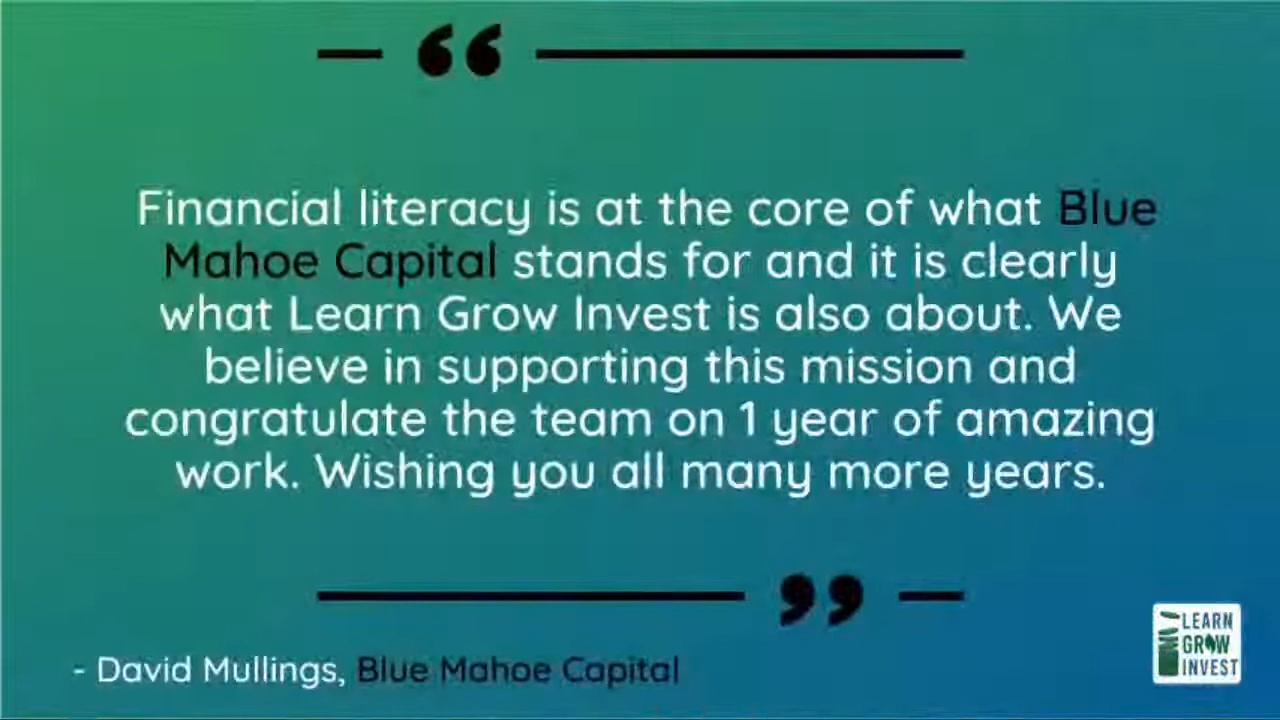 “
Financial literacy is at the core of what Blue
Mahoe Capital stands for and it is clearly
what Learn Grow Invest is also about. We
believe in supporting this mission and
congratulate the team on 1 year of amazing
work. Wishing you all many more years.
”
- David Mullings, Blue Mahoe Capital
LEARN
GROW
INVEST